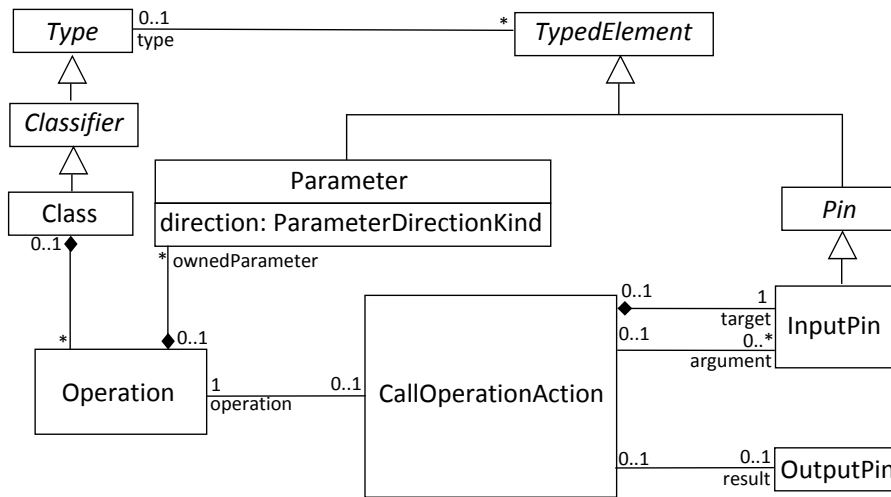 Type
0..1
type
*
TypedElement
Classifier
Parameter
direction: ParameterDirectionKind
Class
Pin
0..1
* ownedParameter
0..1
1
target
InputPin
0..1
0..*
argument
*
0..1
Operation
1
operation
0..1
CallOperationAction
0..1
0..1
result
OutputPin